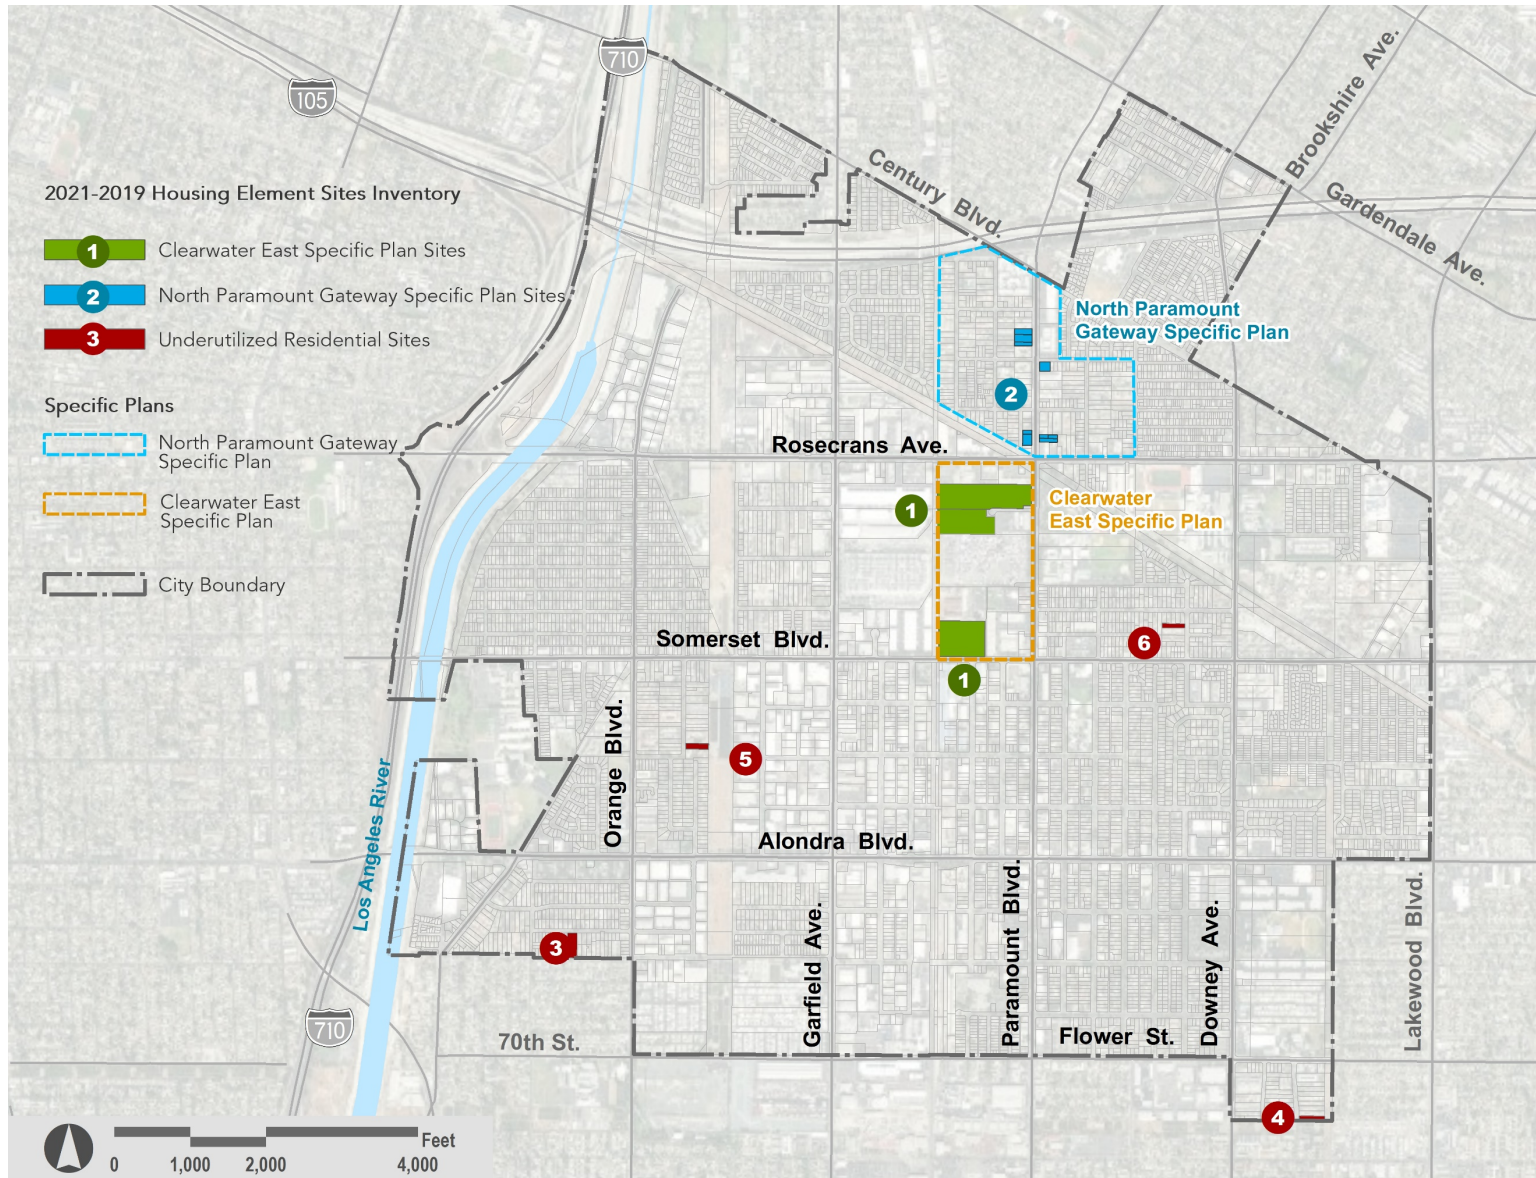 710
105
Brookshire Ave.
Century Blvd.
Gardendale Ave.
2021-2019 Housing Element Sites Inventory
1 Clearwater East Specific Plan Sites
2 North Paramount Gateway Specific Plan Sites
3 Underutilized Residential Sites
Specific Plans
North Paramount Gateway
Specific Plan
Clearwater East
Specific Plan
City Boundary
North Paramount
Gateway Specific Plan
2
Rosecrans Ave.
1
Clearwater
East Specific Plan
Somerset Blvd.
6
1
Orange Blvd.
5
Los Angeles River
Alondra Blvd.
3
Garfield Ave.
Paramount Blvd.
Downey Ave.
Lakewood Blvd.
710
70th St.
Flower St.
4
Feet
0 1,000 2,000 4,000